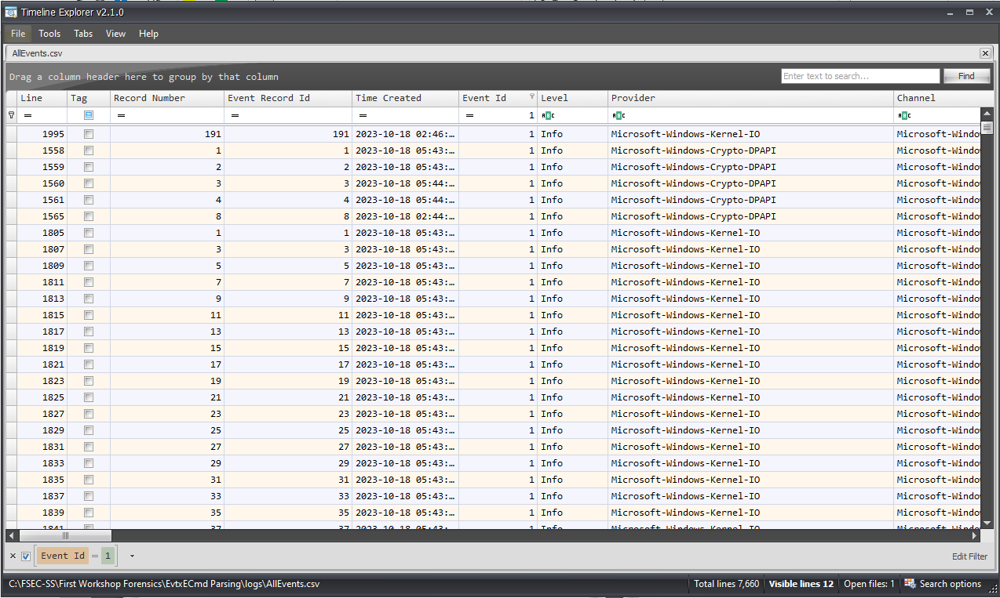 Timeline Explorer v2.1.0
File Tools Tabs View Help
AllEvents.csv
Drag a column header here to group by that column
Enter text to search... Find
Line Tag Record Number Event Record Id Time Created Event Id Level Provider Channel
= = = = = 1
1995 191 191 2023-10-18 02:46:… 1 Info Microsoft-Windows-Kernel-IO Microsoft-Windo
1558 1 1 2023-10-18 05:43:… 1 Info Microsoft-Windows-Crypto-DPAPI Microsoft-Windo
1559 2 2 2023-10-18 05:43:… 1 Info Microsoft-Windows-Crypto-DPAPI Microsoft-Windo
1560 3 3 2023-10-18 05:44:… 1 Info Microsoft-Windows-Crypto-DPAPI Microsoft-Windo
1561 4 4 2023-10-18 05:44:… 1 Info Microsoft-Windows-Crypto-DPAPI Microsoft-Windo
1565 8 8 2023-10-18 02:44:… 1 Info Microsoft-Windows-Crypto-DPAPI Microsoft-Windo
1805 1 1 2023-10-18 05:43:… 1 Info Microsoft-Windows-Kernel-IO Microsoft-Windo
1807 3 3 2023-10-18 05:43:… 1 Info Microsoft-Windows-Kernel-IO Microsoft-Windo
1809 5 5 2023-10-18 05:43:… 1 Info Microsoft-Windows-Kernel-IO Microsoft-Windo
1811 7 7 2023-10-18 05:43:… 1 Info Microsoft-Windows-Kernel-IO Microsoft-Windo
1813 9 9 2023-10-18 05:43:… 1 Info Microsoft-Windows-Kernel-IO Microsoft-Windo
1815 11 11 2023-10-18 05:43:… 1 Info Microsoft-Windows-Kernel-IO Microsoft-Windo
1817 13 13 2023-10-18 05:43:… 1 Info Microsoft-Windows-Kernel-IO Microsoft-Windo
1819 15 15 2023-10-18 05:43:… 1 Info Microsoft-Windows-Kernel-IO Microsoft-Windo
1821 17 17 2023-10-18 05:43:… 1 Info Microsoft-Windows-Kernel-IO Microsoft-Windo
1823 19 19 2023-10-18 05:43:… 1 Info Microsoft-Windows-Kernel-IO Microsoft-Windo
1825 21 21 2023-10-18 05:43:… 1 Info Microsoft-Windows-Kernel-IO Microsoft-Windo
1827 23 23 2023-10-18 05:43:… 1 Info Microsoft-Windows-Kernel-IO Microsoft-Windo
1829 25 25 2023-10-18 05:43:… 1 Info Microsoft-Windows-Kernel-IO Microsoft-Windo
1831 27 27 2023-10-18 05:43:… 1 Info Microsoft-Windows-Kernel-IO Microsoft-Windo
1833 29 29 2023-10-18 05:43:… 1 Info Microsoft-Windows-Kernel-IO Microsoft-Windo
1835 31 31 2023-10-18 05:43:… 1 Info Microsoft-Windows-Kernel-IO Microsoft-Windo
1837 33 33 2023-10-18 05:43:… 1 Info Microsoft-Windows-Kernel-IO Microsoft-Windo
1839 35 35 2023-10-18 05:43:… 1 Info Microsoft-Windows-Kernel-IO Microsoft-Windo
Event Id = 1 Edit Filter
C:\FSEC-SS\First Workshop Forensics\EvtxECmd Parsing\logs\AllEvents.csv Total lines 7,660 Visible lines 12 Open files: 1 Search options